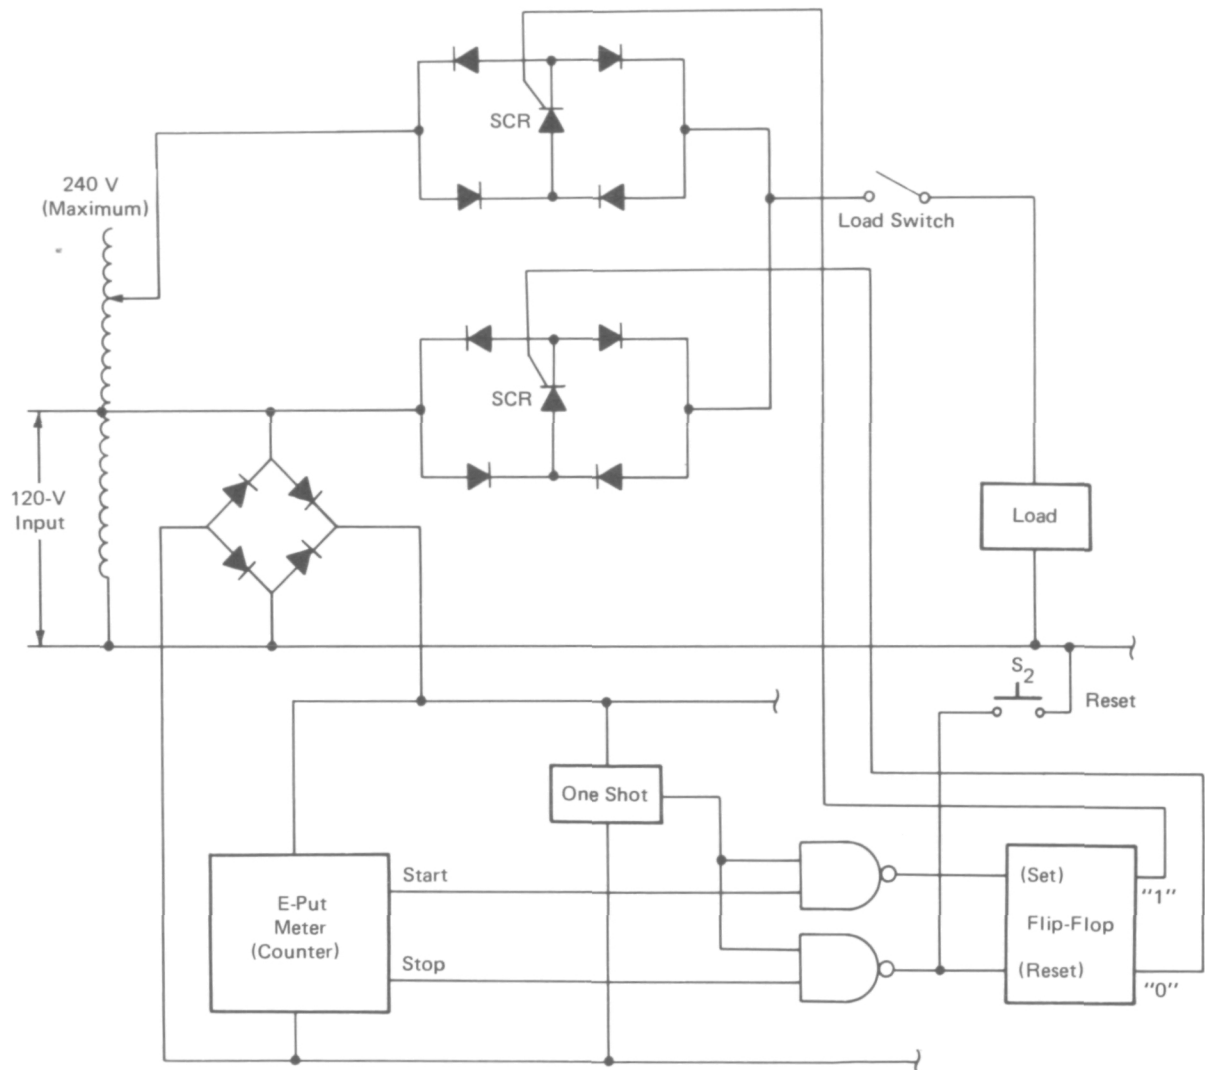 SCR
240 V
(Maximum)
Load Switch
SCR
120-V
Input
Load
S2
Reset
One Shot
Start
E-Put
Meter
(Counter)
Stop
(Set)
"1"
Flip-Flop
(Reset)
"0"